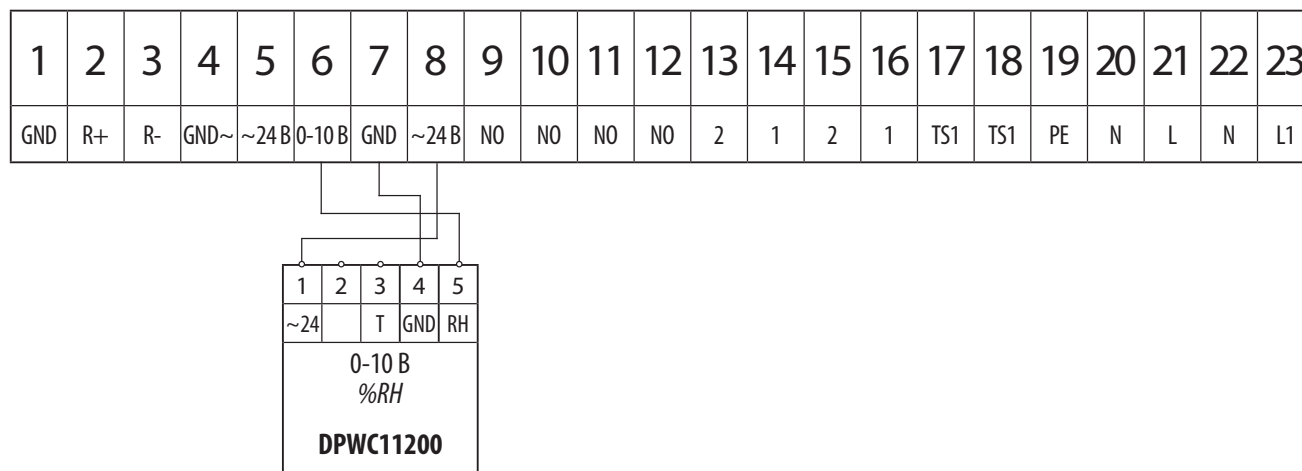 1 2 3 4 5 6 7 8 9 10 11 12 13 14 15 16 17 18 19 20 21 22 23
GND R+ R- GND~ ~24 В 0-10 В GND ~24 В NO NO NO NO 2 1 2 1 TS1 TS1 PE N L N L1
1 2 3 4 5
~24 T GND RH
0-10 В
%RH
DPWC11200